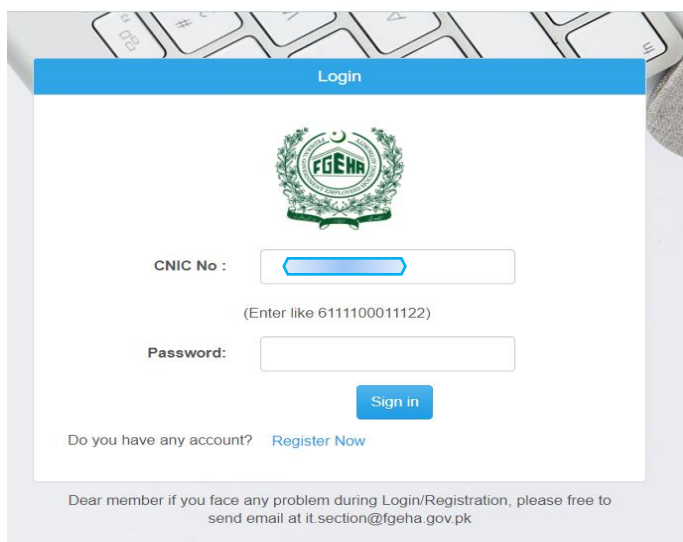 Login
FGEHA
CNIC No :
(Enter like 6111100011122)
Password:
Sign in
Do you have any account? Register Now
Dear member if you face any problem during Login/Registration, please free to
send email at it.section@fgeha.gov.pk